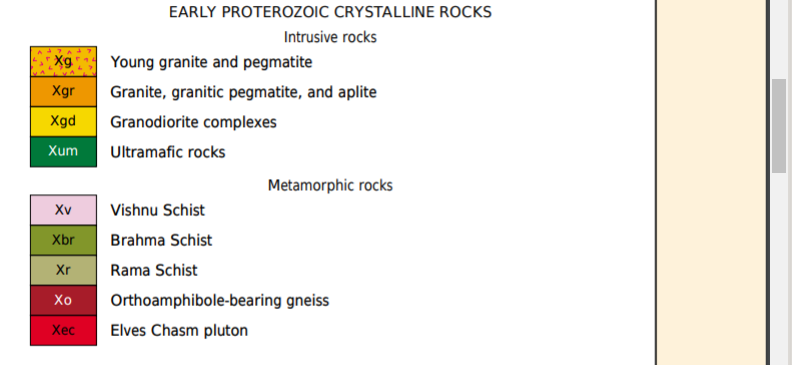 EARLY PROTEROZOIC CRYSTALLINE ROCKS
Intrusive rocks
Xg Young granite and pegmatite
Xgr Granite, granitic pegmatite, and aplite
Xgd Granodiorite complexes
Xum Ultramafic rocks
Metamorphic rocks
Xv Vishnu Schist
Xbr Brahma Schist
Xr Rama Schist
Xo Orthoamphibole-bearing gneiss
Xec Elves Chasm pluton